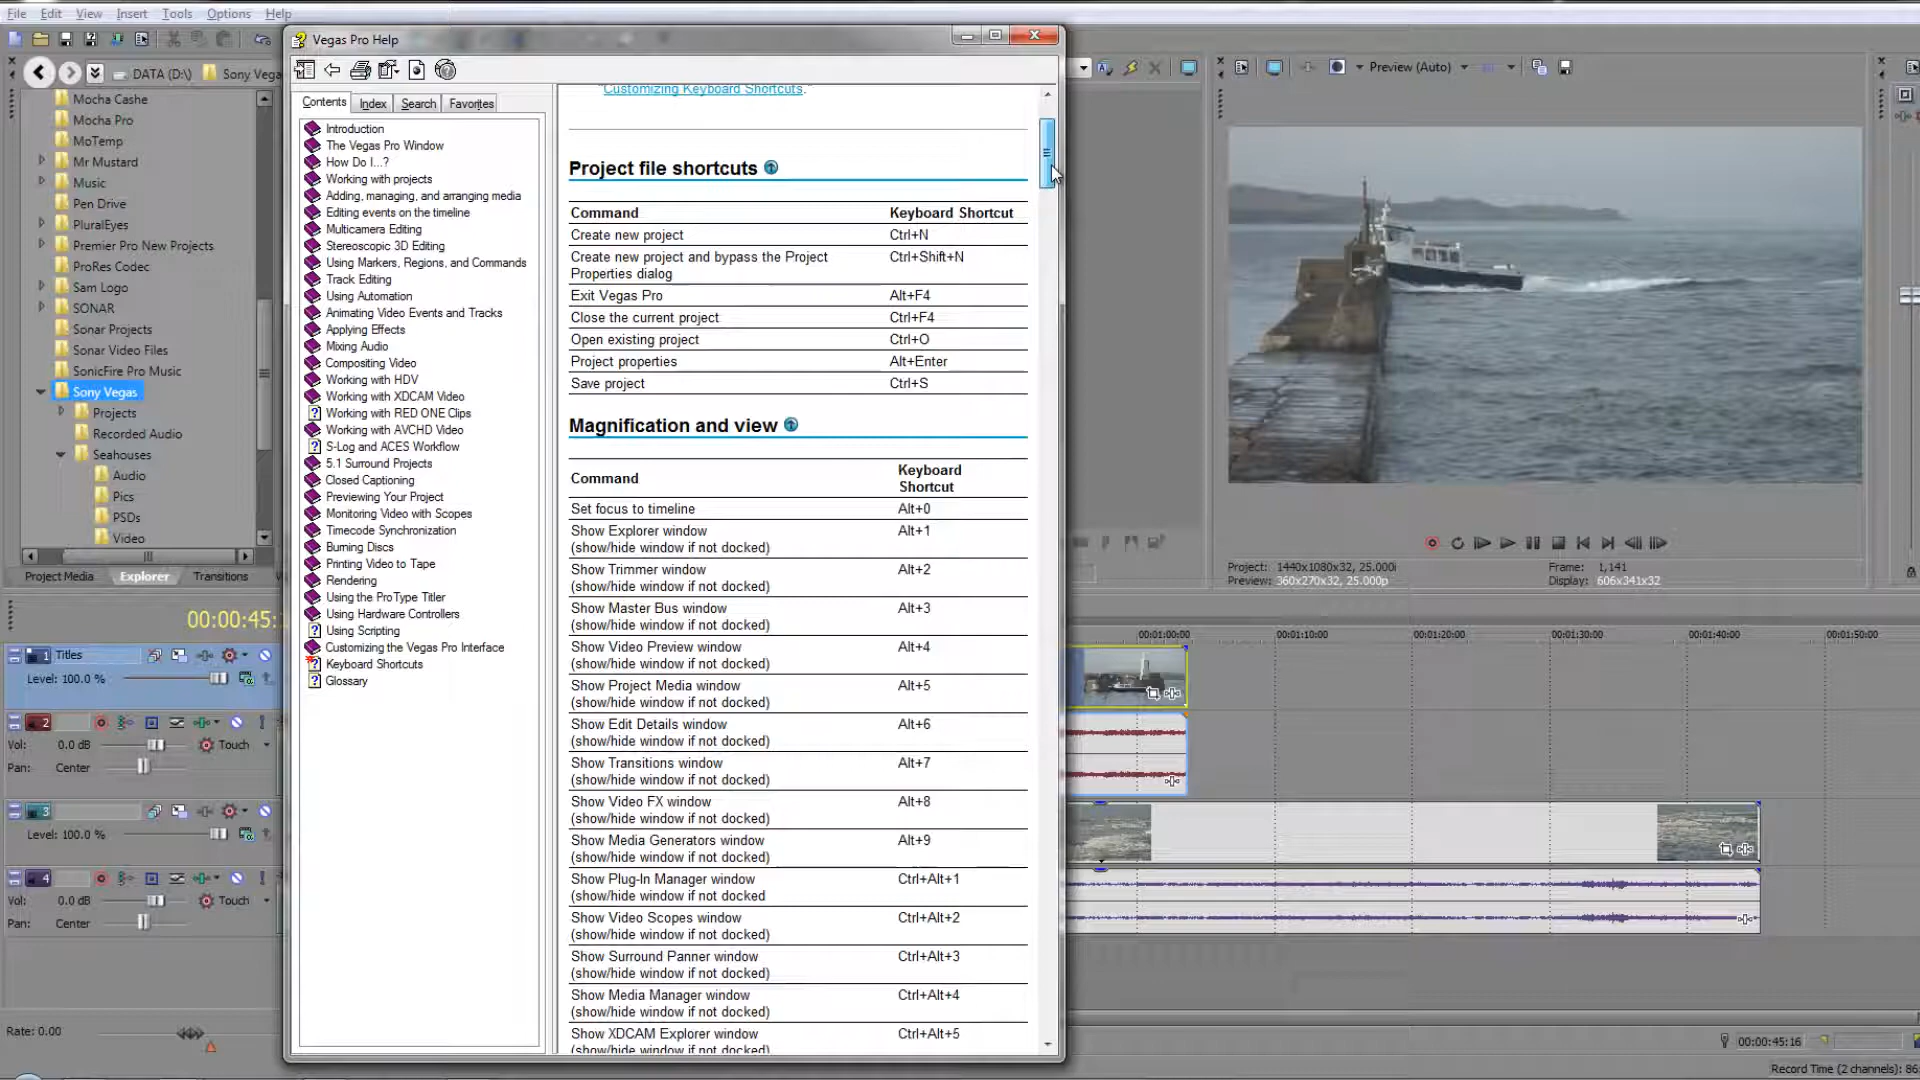 File Edit View Insert Tools Options Help
Vegas Pro Help
DATA (D:\) Sony Vega
Preview (Auto)
Contents Index Search Favorites
Mocha Cashe
Mocha Pro
MoTemp
Mr Mustard
Music
Pen Drive
PluralEyes
Premier Pro New Projects
ProRes Codec
Sam Logo
SONAR
Sonar Projects
Sonar Video Files
SonicFire Pro Music
Sony Vegas
Projects
Recorded Audio
Seahouses
Audio
Pics
PSDs
Video
Project Media Explorer Transitions
Introduction
The Vegas Pro Window
How Do I...?
Working with projects
Adding, managing, and arranging media
Editing events on the timeline
Multicamera Editing
Stereoscopic 3D Editing
Using Markers, Regions, and Commands
Track Editing
Using Automation
Animating Video Events and Tracks
Applying Effects
Mixing Audio
Compositing Video
Working with HDV
Working with XDCAM Video
Working with RED ONE Clips
Working with AVCHD Video
S-Log and ACES Workflow
5.1 Surround Projects
Closed Captioning
Previewing Your Project
Monitoring Video with Scopes
Timecode Synchronization
Burning Discs
Printing Video to Tape
Rendering
Using the ProType Titler
Using Hardware Controllers
Using Scripting
Customizing the Vegas Pro Interface
Keyboard Shortcuts
Glossary
"Customizing Keyboard Shortcuts."
Project file shortcuts
Command Keyboard Shortcut
Create new project Ctrl+N
Create new project and bypass the Project Ctrl+Shift+N
Properties dialog
Exit Vegas Pro Alt+F4
Close the current project Ctrl+F4
Open existing project Ctrl+O
Project properties Alt+Enter
Save project Ctrl+S
Magnification and view
Command Keyboard
Shortcut
Set focus to timeline Alt+0
Show Explorer window Alt+1
(show/hide window if not docked)
Show Trimmer window Alt+2
(show/hide window if not docked)
Show Master Bus window Alt+3
(show/hide window if not docked)
Show Video Preview window Alt+4
(show/hide window if not docked)
Show Project Media window Alt+5
(show/hide window if not docked)
Show Edit Details window Alt+6
(show/hide window if not docked)
Show Transitions window Alt+7
(show/hide window if not docked)
Show Video FX window Alt+8
(show/hide window if not docked)
Show Media Generators window Alt+9
(show/hide window if not docked)
Show Plug-In Manager window Ctrl+Alt+1
(show/hide window if not docked
Show Video Scopes window Ctrl+Alt+2
(show/hide window if not docked)
Show Surround Panner window Ctrl+Alt+3
(show/hide window if not docked)
Show Media Manager window Ctrl+Alt+4
(show/hide window if not docked)
Show XDCAM Explorer window Ctrl+Alt+5
(show/hide window if not docked)
Project: 1440x1080x32, 25.000i Frame: 1,141
Preview: 360x270x32, 25.000p Display: 606x341x32
00:00:45:
00:01:00:00 00:01:10:00 00:01:20:00 00:01:30:00 00:01:40:00 00:01:50:00
1 Titles
Level: 100.0 %
2
Vol: 0.0 dB Touch
Pan: Center
3
Level: 100.0 %
4
Vol: 0.0 dB Touch
Pan: Center
Rate: 0.00
00:00:45:16
Record Time (2 channels): 86